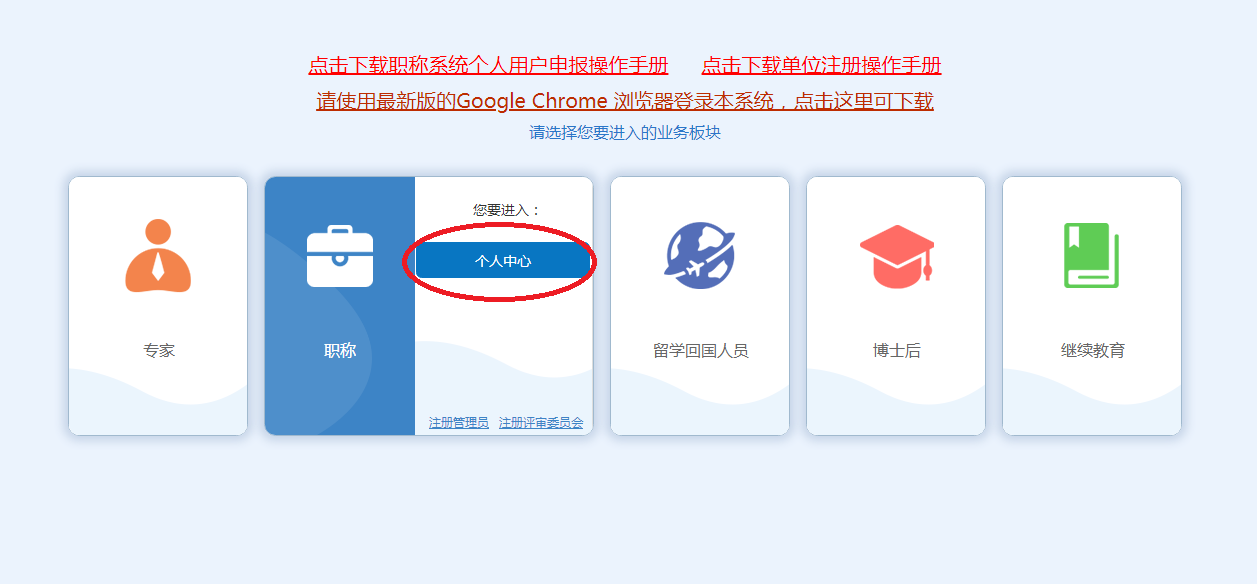 点击下载职称系统个人用户申报操作手册 点击下载单位注册操作手册
请使用最新版的Google Chrome 浏览器登录本系统，点击这里可下载
请选择您要进入的业务板块
您要进入：
个人中心
专家
职称
留学回国人员
博士后
继续教育
注册管理员 注册评审委员会